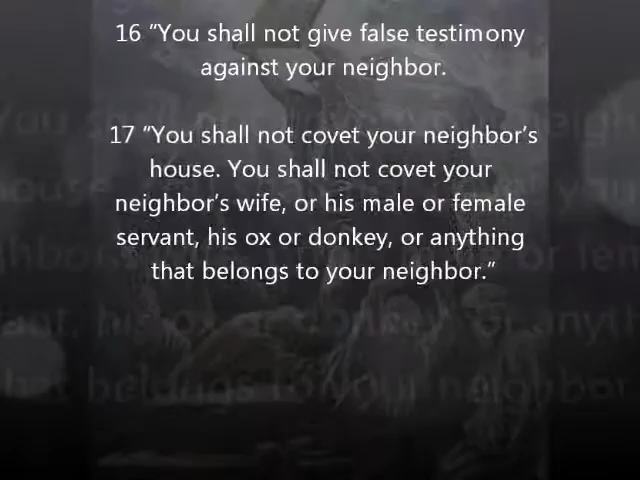 16 “You shall not give false testimony
against your neighbor.
17 “You shall not covet your neighbor’s
house. You shall not covet your
neighbor’s wife, or his male or female
servant, his ox or donkey, or anything
that belongs to your neighbor.”